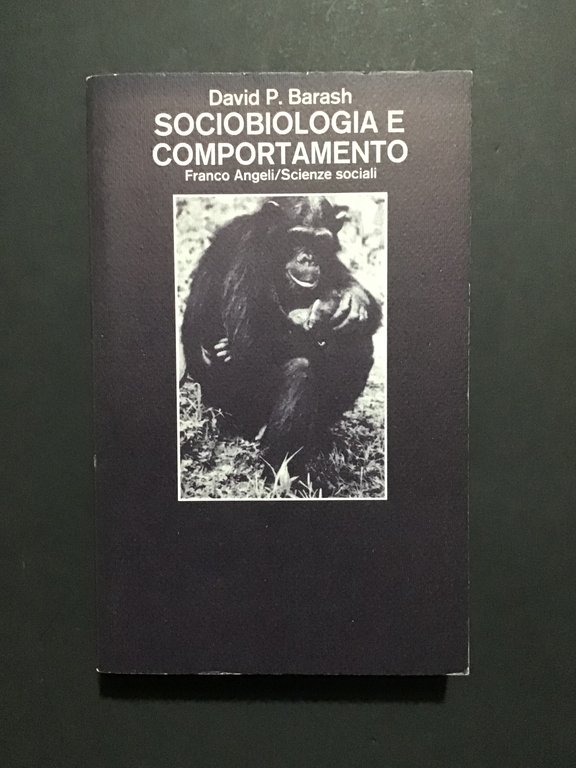 David P. Barash
SOCIOBIOLOGIA E
COMPORTAMENTO
Franco Angeli/Scienze sociali